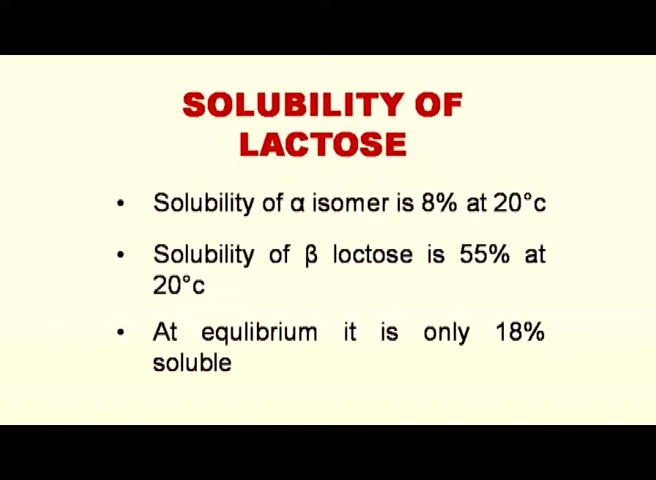 SOLUBILITY OF
LACTOSE
• Solubility of α isomer is 8% at 20°c
• Solubility of β loctose is 55% at
20°c
• At equlibrium it is only 18%
soluble